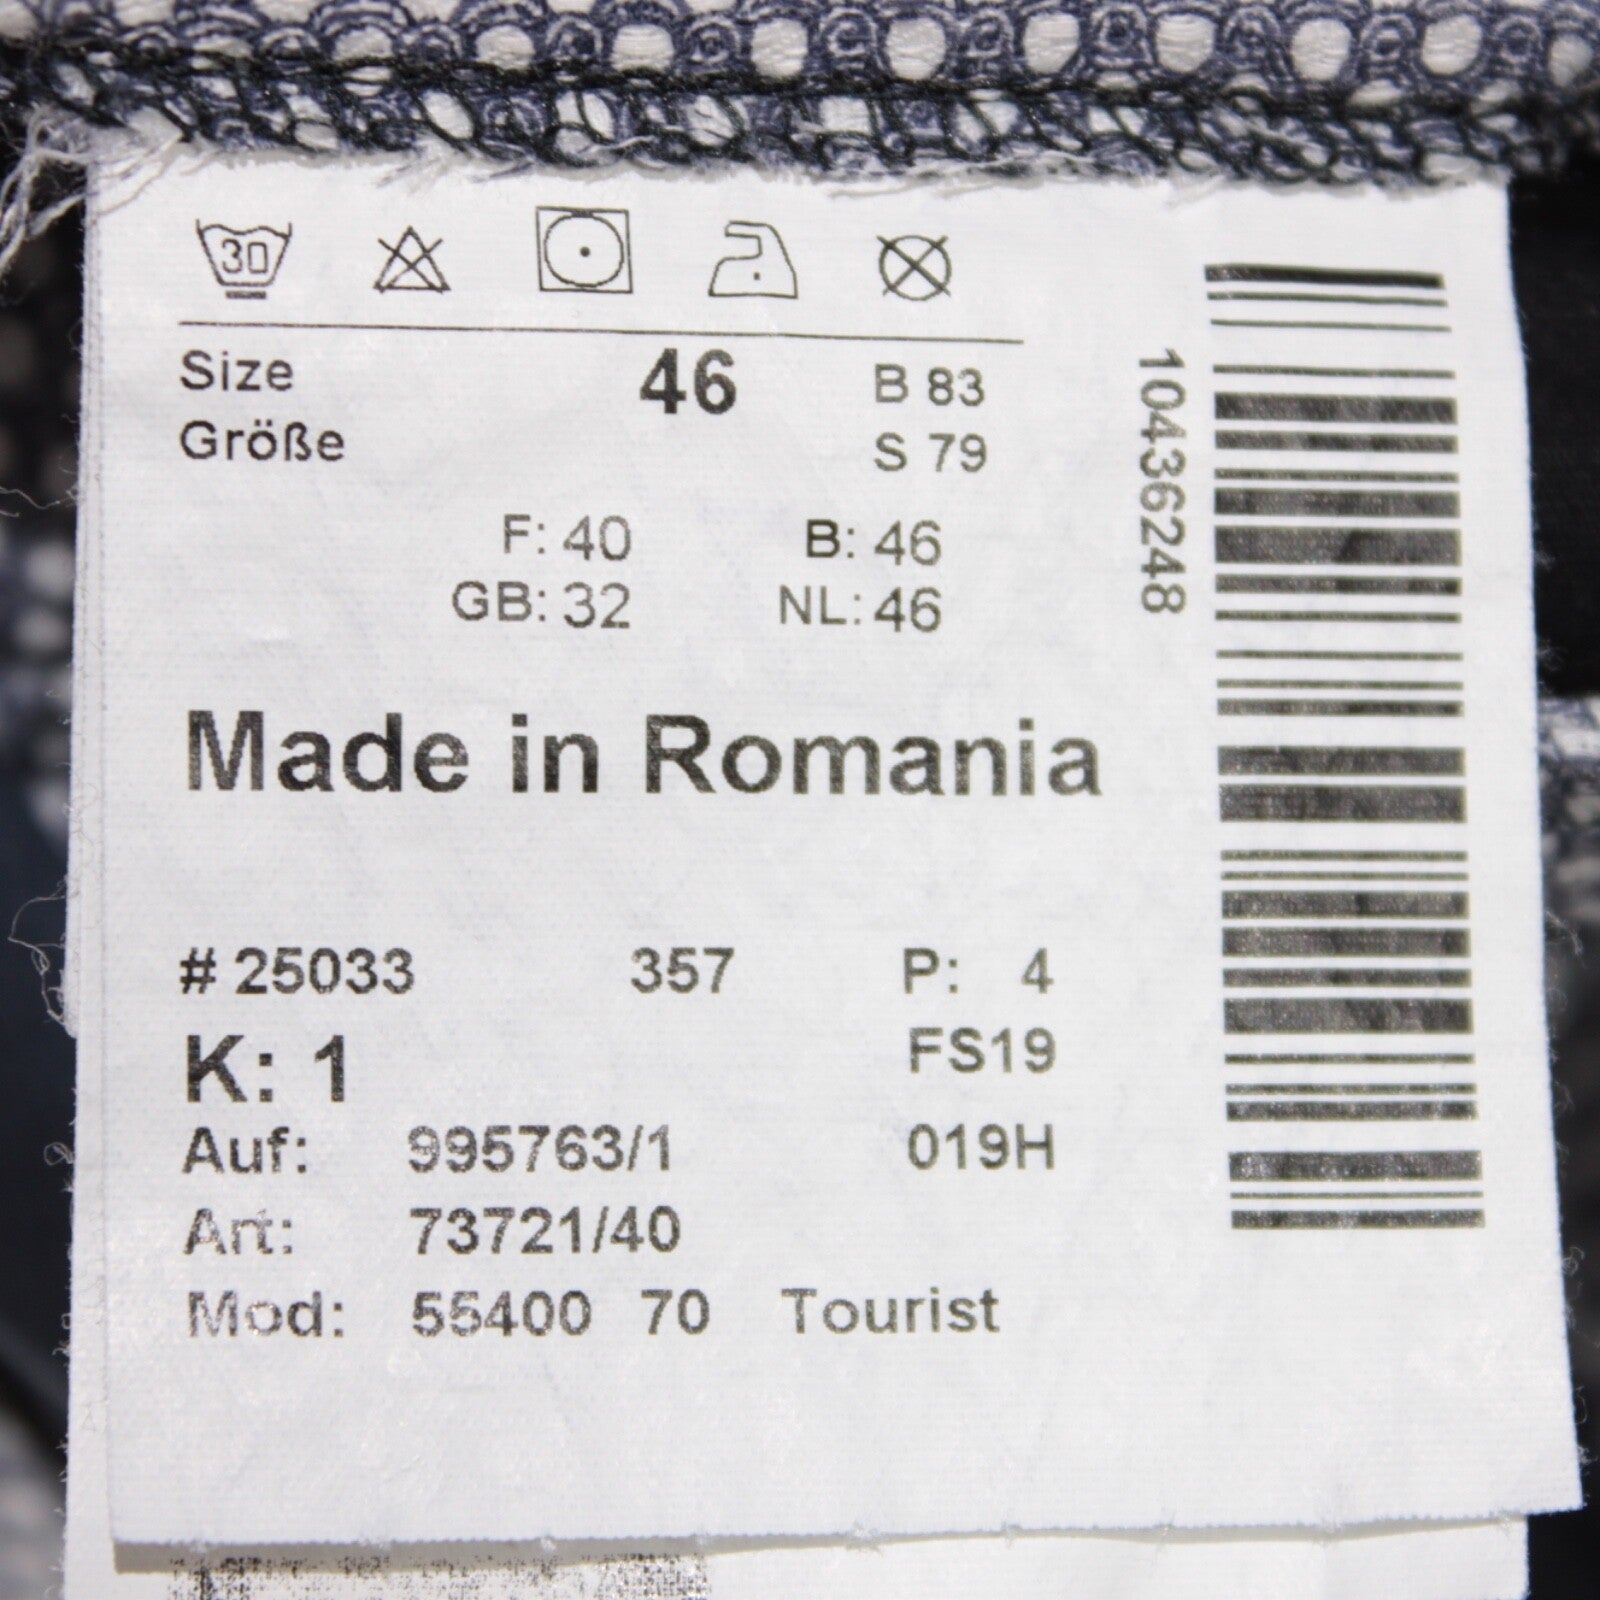 30
Size 46 B 83
Größe S 79
F: 40 B: 46
GB: 32 NL: 46
Made in Romania
# 25033 357 P: 4
K: 1 FS19
Auf: 995763/1 019H
Art: 73721/40
Mod: 55400 70 Tourist
10436248